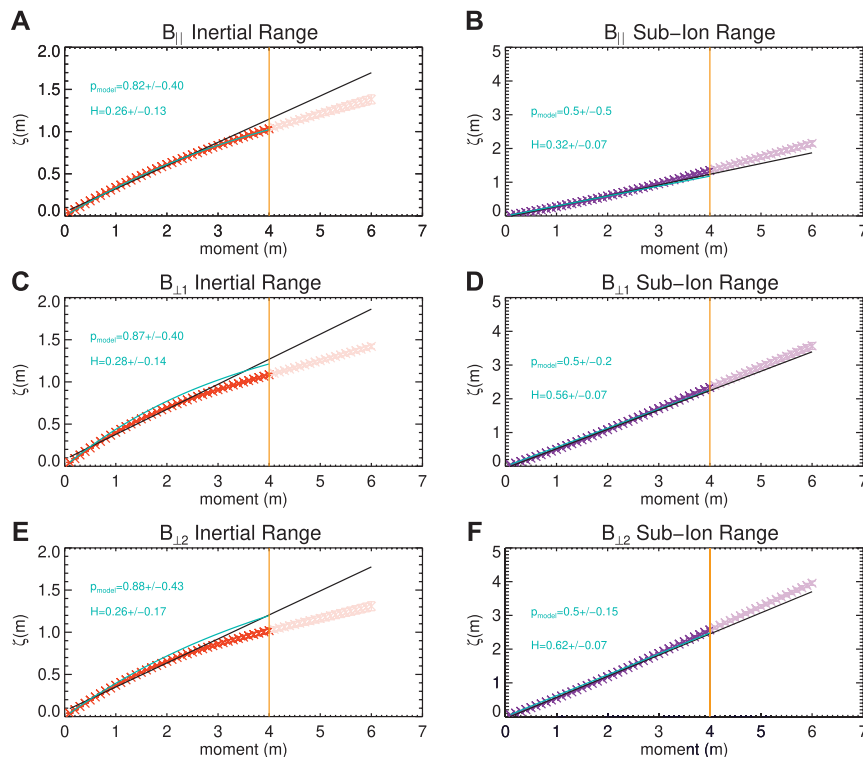 A
B|| Inertial Range
2.0
1.5
1.0
0.5
0.0
ζ(m)
pmodel=0.82+/−0.40
H=0.26+/−0.13
0 1 2 3 4 5 6 7
moment (m)
B
B|| Sub−Ion Range
5
4
3
2
1
0
ζ(m)
pmodel=0.5+/−0.5
H=0.32+/−0.07
0 1 2 3 4 5 6 7
moment (m)
C
B⊥1 Inertial Range
2.0
1.5
1.0
0.5
0.0
ζ(m)
pmodel=0.87+/−0.40
H=0.28+/−0.14
0 1 2 3 4 5 6 7
moment (m)
D
B⊥1 Sub−Ion Range
5
4
3
2
1
0
ζ(m)
pmodel=0.5+/−0.2
H=0.56+/−0.07
0 1 2 3 4 5 6 7
moment (m)
E
B⊥2 Inertial Range
2.0
1.5
1.0
0.5
0.0
ζ(m)
pmodel=0.88+/−0.43
H=0.26+/−0.17
0 1 2 3 4 5 6 7
moment (m)
F
B⊥2 Sub−Ion Range
5
4
3
2
1
0
ζ(m)
pmodel=0.5+/−0.15
H=0.62+/−0.07
0 1 2 3 4 5 6 7
moment (m)